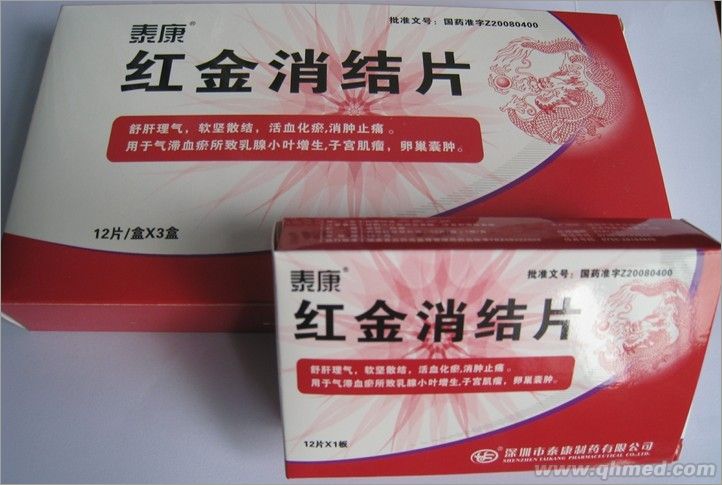 批准文号：国药准字Z20080400
泰康®
红金消结片
舒肝理气，软坚散结，活血化瘀,消肿止痛。
用于气滞血瘀所致乳腺小叶增生,子宫肌瘤，卵巢囊肿。
12片/盒X3盒
批准文号：国药准字Z20080400
泰康®
红金消结片
舒肝理气，软坚散结，活血化瘀,消肿止痛。
用于气滞血瘀所致乳腺小叶增生,子宫肌瘤，卵巢囊肿。
12片X1板
深圳市泰康制药有限公司
SHENZHEN TAIKANG PHARMACEUTICAL CO.,LTD.
www.qhmed.com